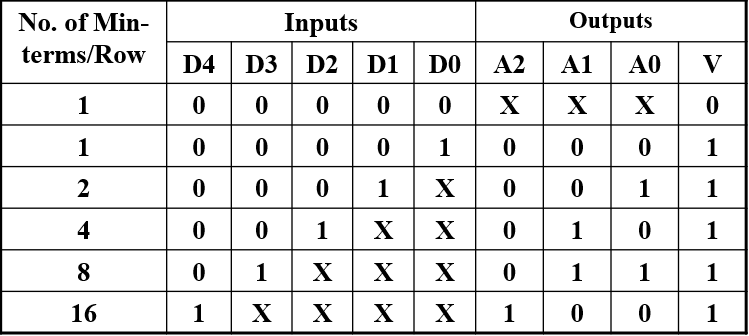 No. of Min-
terms/Row
Inputs
Outputs
D4 D3 D2 D1 D0 A2 A1 A0 V
1 0 0 0 0 0 X X X 0
1 0 0 0 0 1 0 0 0 1
2 0 0 0 1 X 0 0 1 1
4 0 0 1 X X 0 1 0 1
8 0 1 X X X 0 1 1 1
16 1 X X X X 1 0 0 1